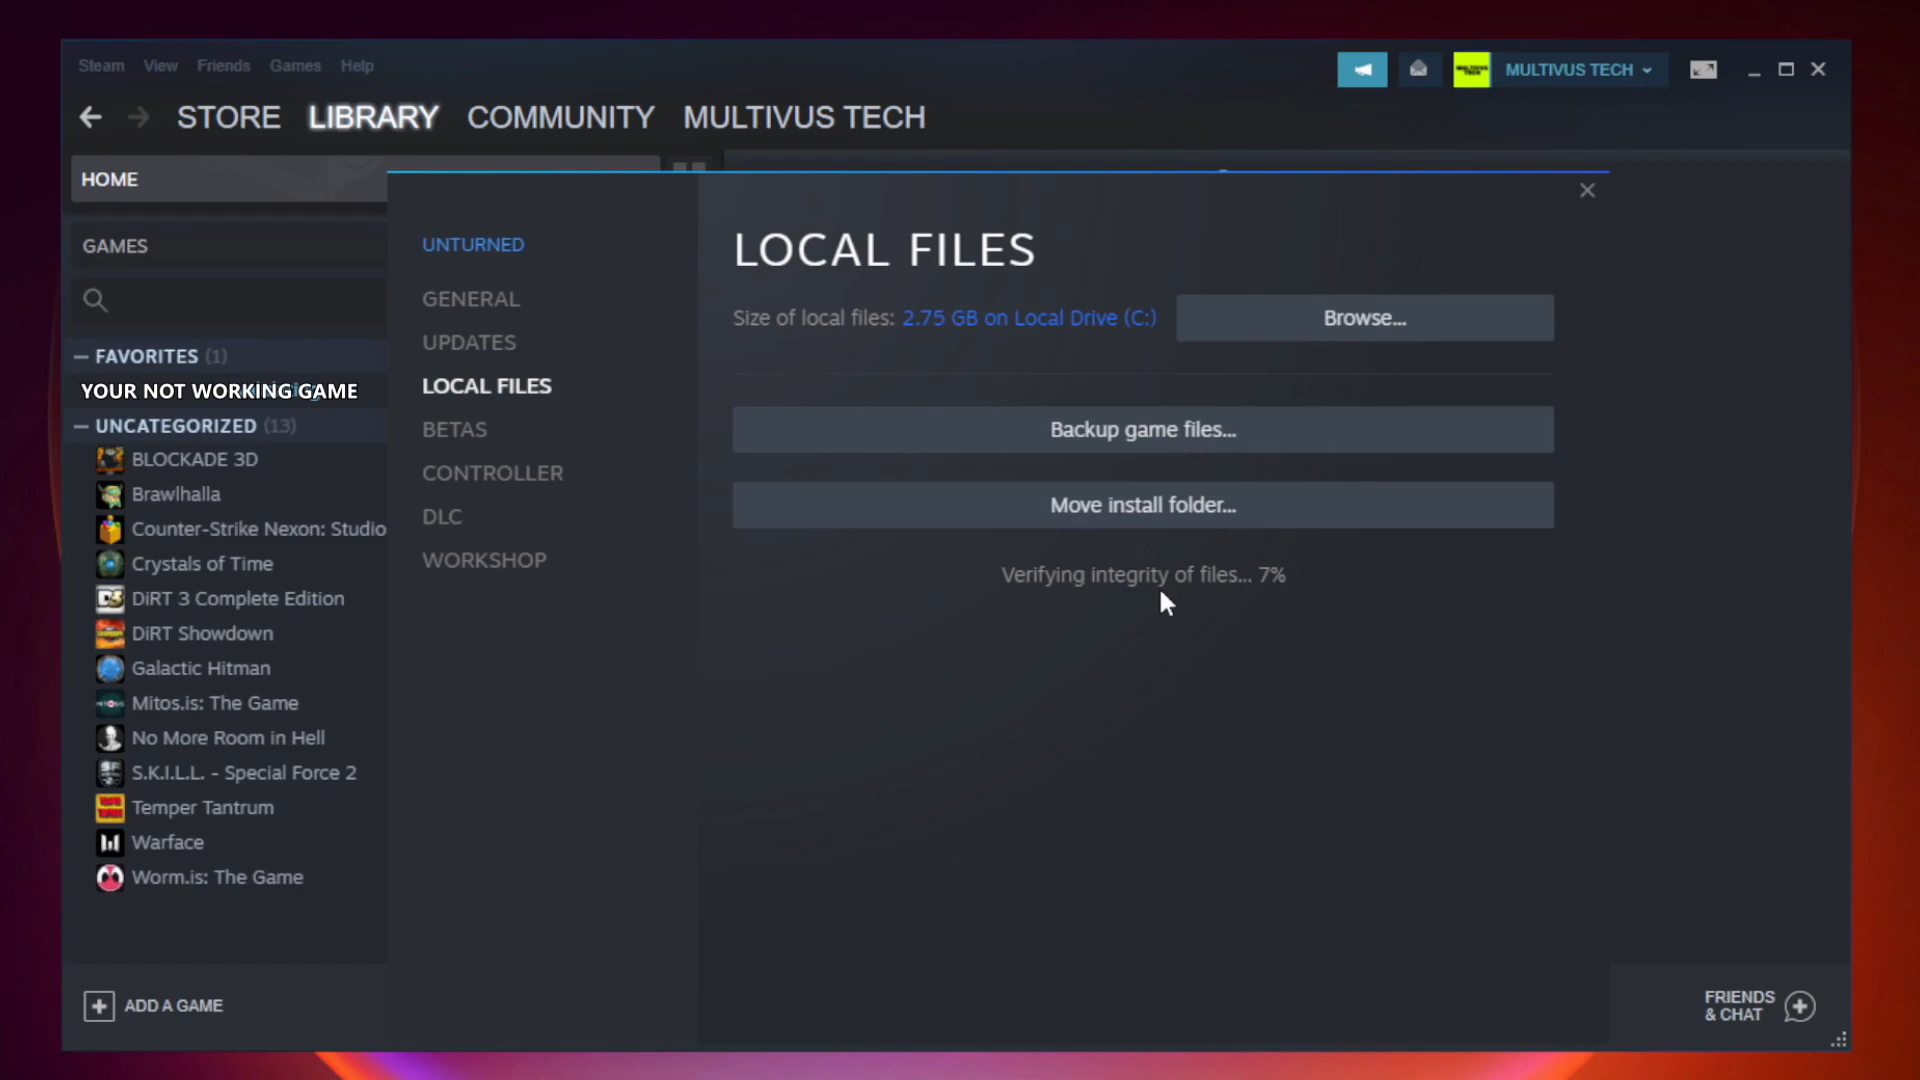 Steam View Friends Games Help
MULTIVUS TECH
STORE LIBRARY COMMUNITY MULTIVUS TECH
HOME
GAMES
— FAVORITES (1)
YOUR NOT WORKING GAME
— UNCATEGORIZED (13)
BLOCKADE 3D
Brawlhalla
Counter-Strike Nexon: Studio
Crystals of Time
DiRT 3 Complete Edition
DiRT Showdown
Galactic Hitman
Mitos.is: The Game
No More Room in Hell
S.K.I.L.L. - Special Force 2
Temper Tantrum
Warface
Worm.is: The Game
ADD A GAME
UNTURNED
GENERAL
UPDATES
LOCAL FILES
BETAS
CONTROLLER
DLC
WORKSHOP
LOCAL FILES
Size of local files: 2.75 GB on Local Drive (C:) Browse...
Backup game files...
Move install folder...
Verifying integrity of files... 7%
FRIENDS
& CHAT